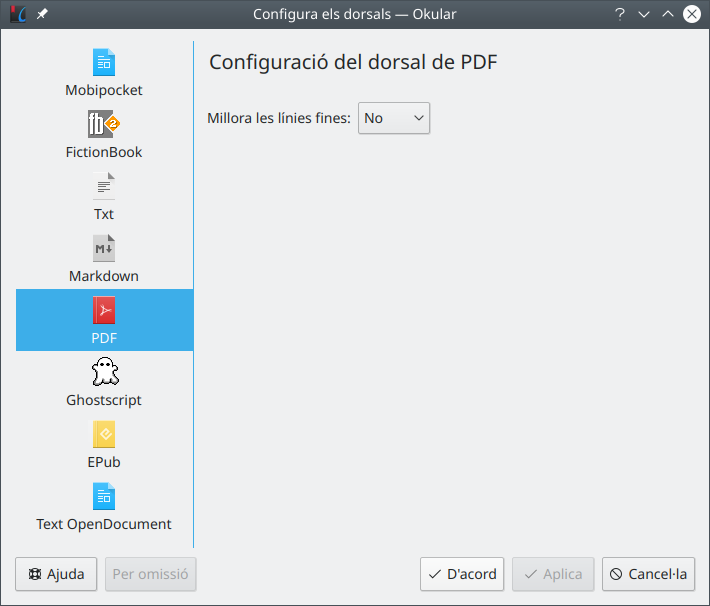 Configura els dorsals — Okular
Mobipocket
FictionBook
Txt
Markdown
PDF
Ghostscript
EPub
Text OpenDocument
Configuració del dorsal de PDF
Millora les línies fines: No
Ajuda
Per omissió
D'acord
Aplica
Cancel·la